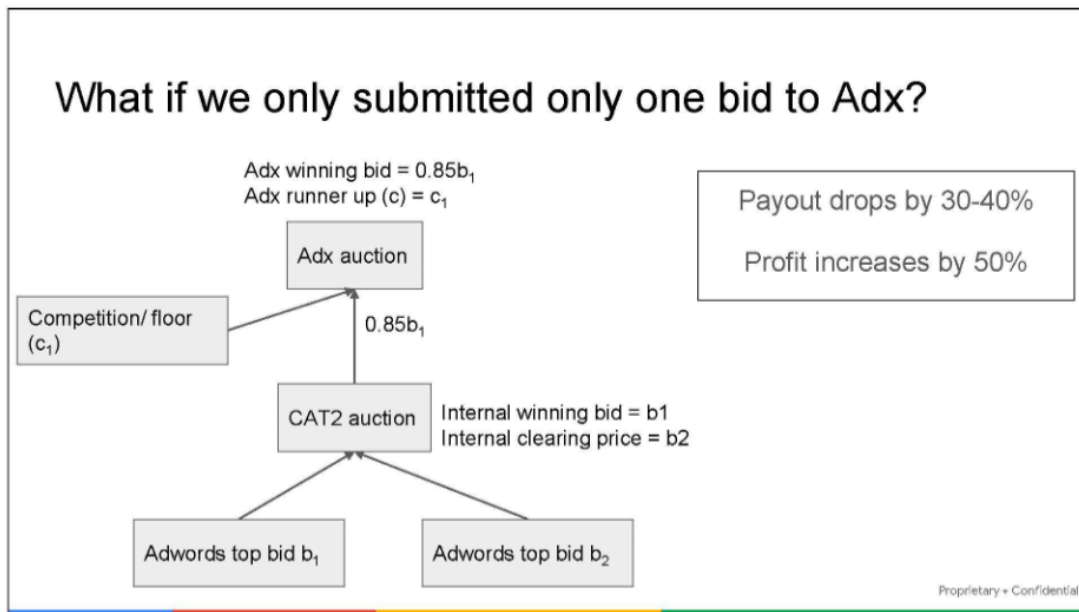 What if we only submitted only one bid to Adx?
Adx winning bid = 0.85b₁
Adx runner up (c) = c₁
Payout drops by 30-40%
Profit increases by 50%
Adx auction
Competition/ floor
(c₁)
0.85b₁
CAT2 auction
Internal winning bid = b1
Internal clearing price = b2
Adwords top bid b₁
Adwords top bid b₂
Proprietary + Confidential